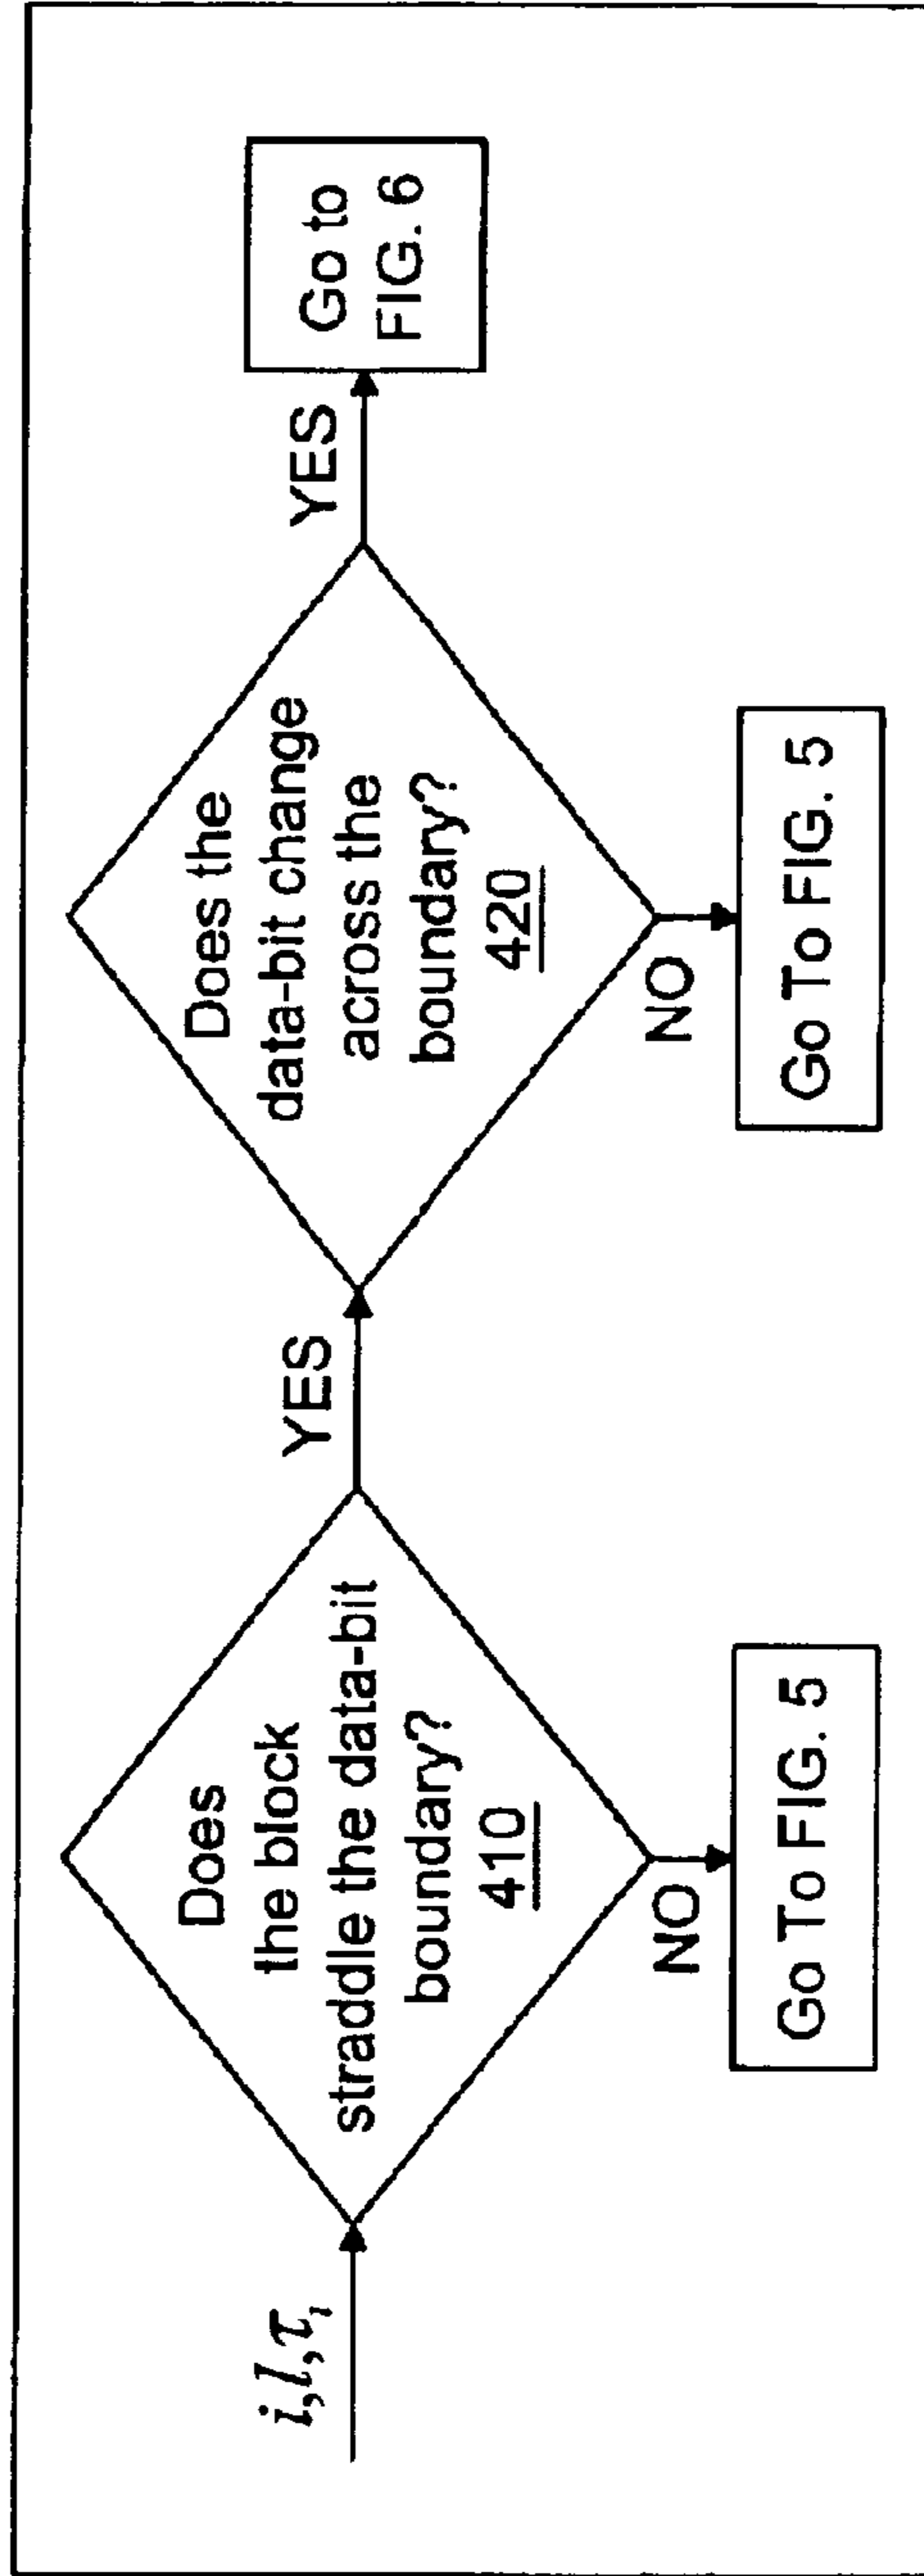 i,l,τᵢ
Does
the block
straddle the data-bit
boundary?
410
NO
Go To FIG. 5
YES
Does the
data-bit change
across the
boundary?
420
NO
Go To FIG. 5
YES
Go to
FIG. 6